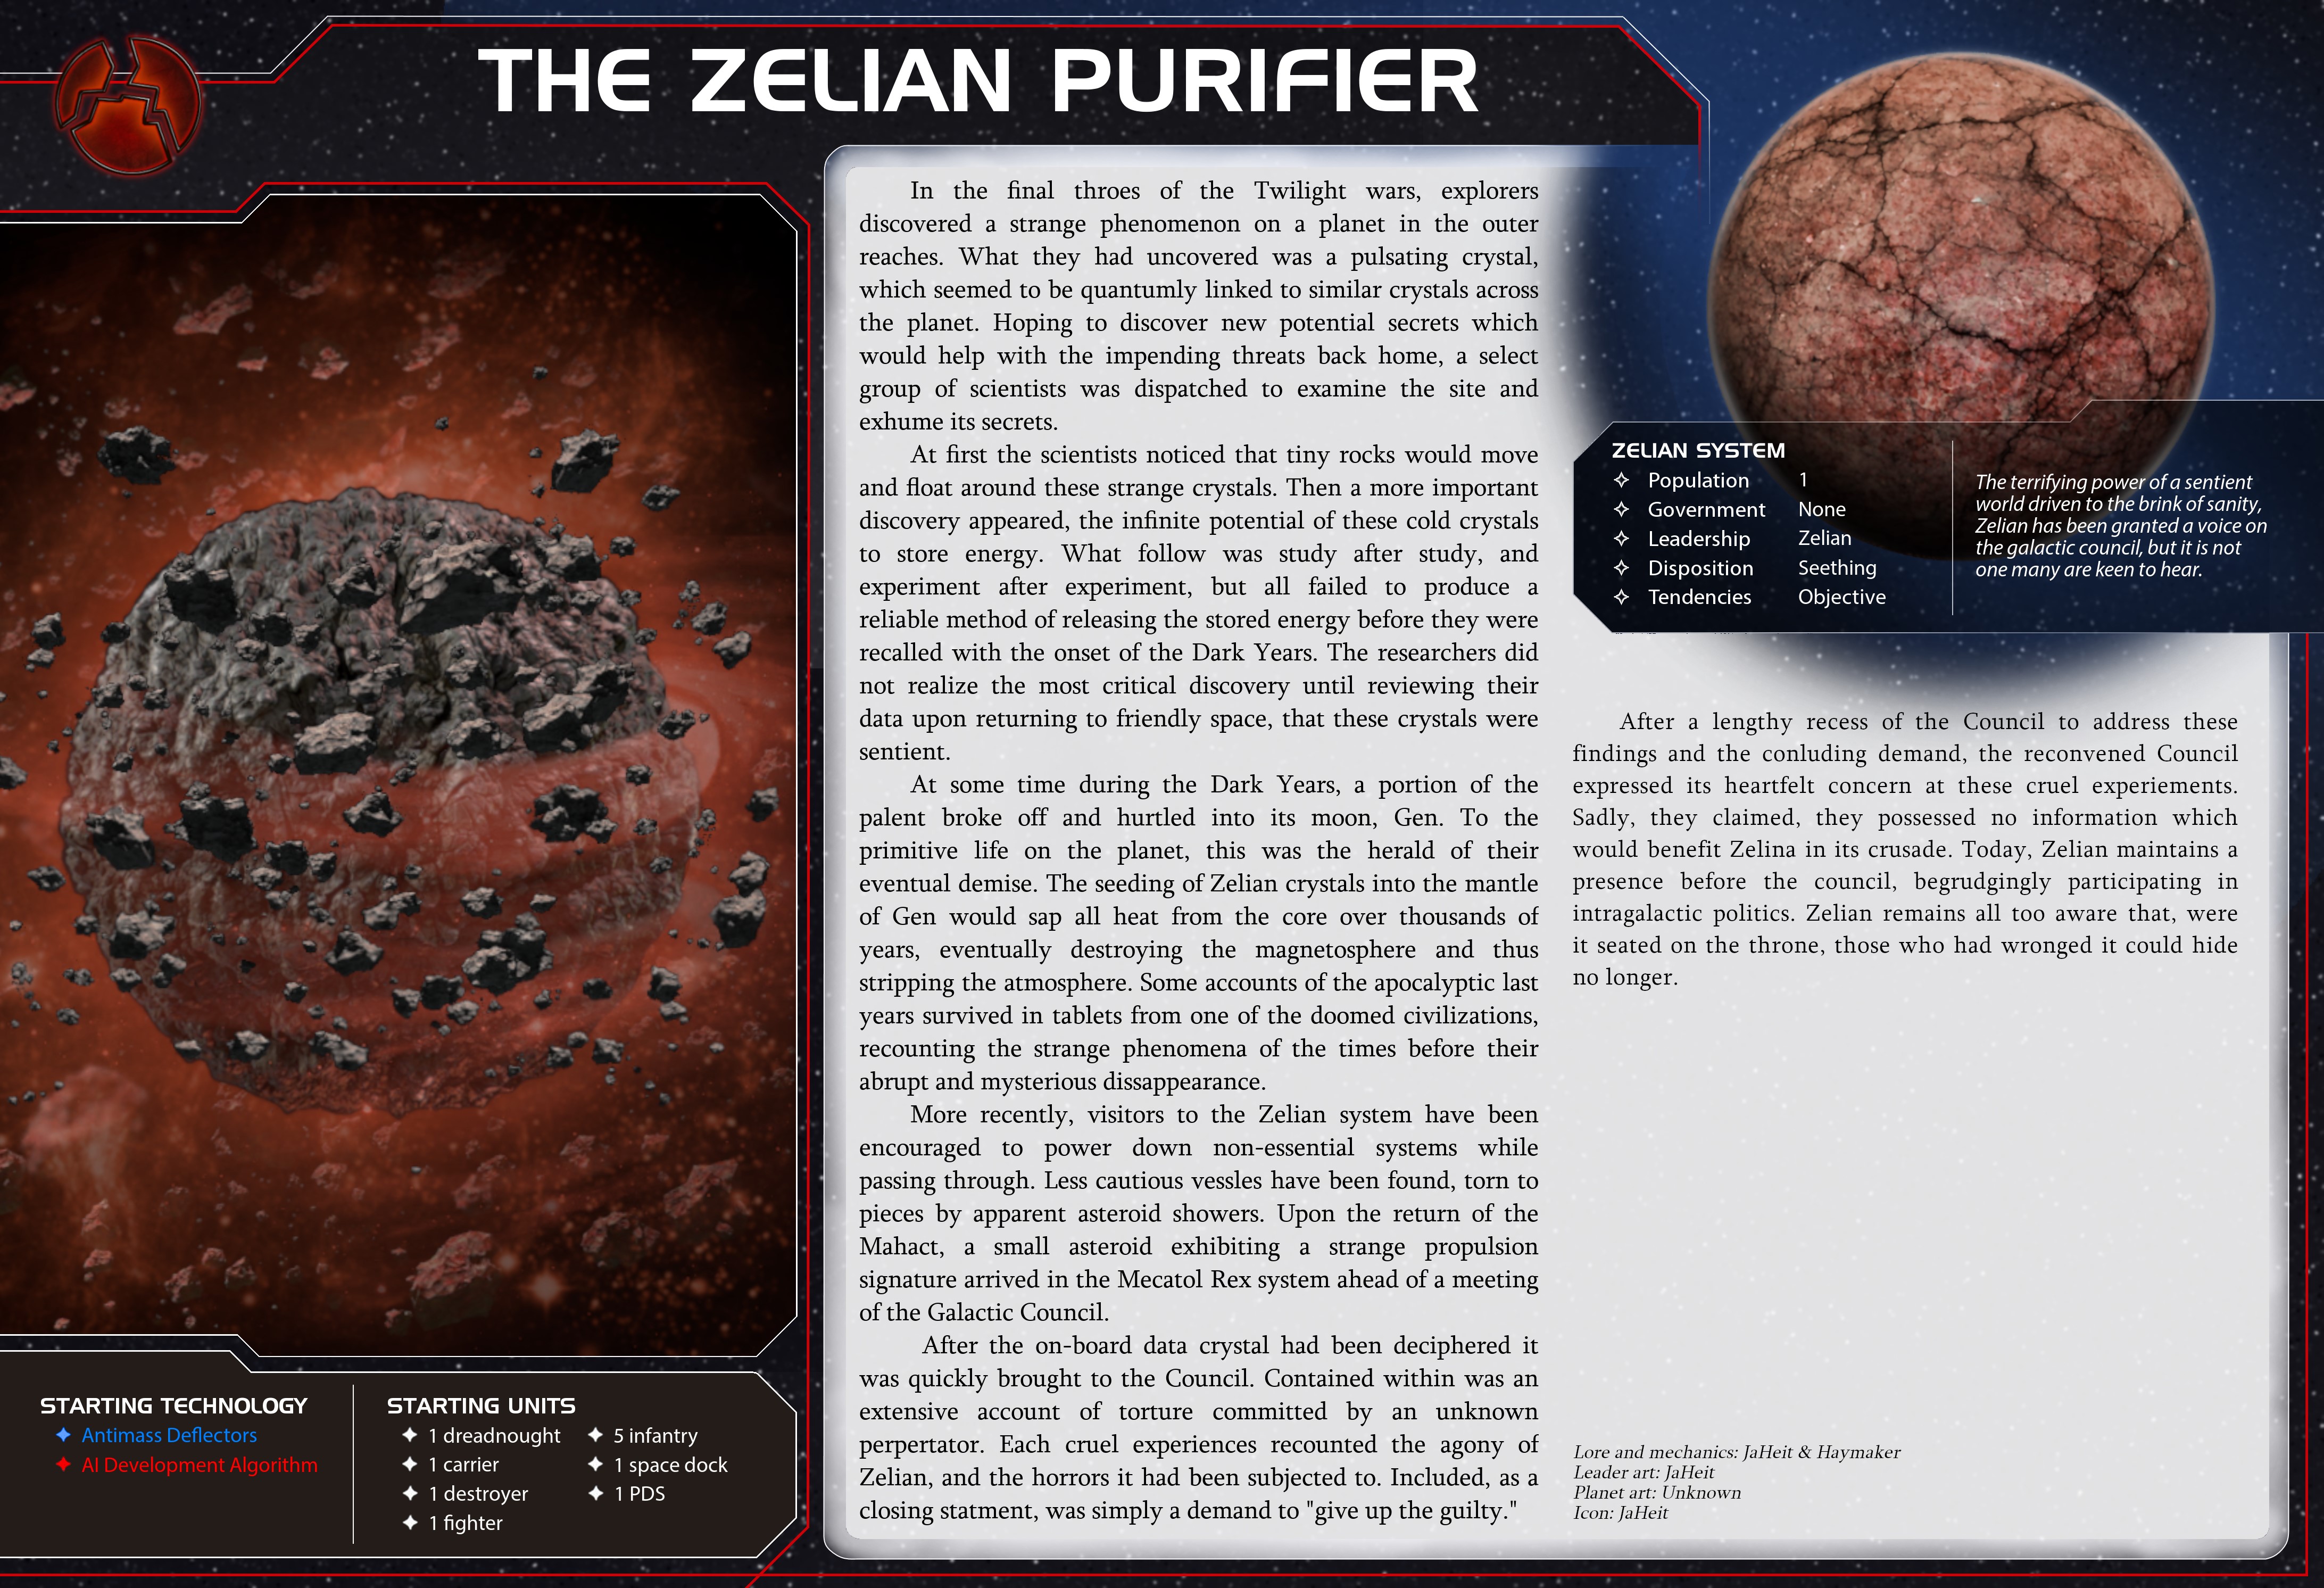 THE ZELIAN PURIFIER
In the final throes of the Twilight wars, explorers
discovered a strange phenomenon on a planet in the outer
reaches. What they had uncovered was a pulsating crystal,
which seemed to be quantumly linked to similar crystals across
the planet. Hoping to discover new potential secrets which
would help with the impending threats back home, a select
group of scientists was dispatched to examine the site and
exhume its secrets.
At first the scientists noticed that tiny rocks would move
and float around these strange crystals. Then a more important
discovery appeared, the infinite potential of these cold crystals
to store energy. What follow was study after study, and
experiment after experiment, but all failed to produce a
reliable method of releasing the stored energy before they were
recalled with the onset of the Dark Years. The researchers did
not realize the most critical discovery until reviewing their
data upon returning to friendly space, that these crystals were
sentient.
At some time during the Dark Years, a portion of the
palent broke off and hurtled into its moon, Gen. To the
primitive life on the planet, this was the herald of their
eventual demise. The seeding of Zelian crystals into the mantle
of Gen would sap all heat from the core over thousands of
years, eventually destroying the magnetosphere and thus
stripping the atmosphere. Some accounts of the apocalyptic last
years survived in tablets from one of the doomed civilizations,
recounting the strange phenomena of the times before their
abrupt and mysterious dissappearance.
More recently, visitors to the Zelian system have been
encouraged to power down non-essential systems while
passing through. Less cautious vessles have been found, torn to
pieces by apparent asteroid showers. Upon the return of the
Mahact, a small asteroid exhibiting a strange propulsion
signature arrived in the Mecatol Rex system ahead of a meeting
of the Galactic Council.
After the on-board data crystal had been deciphered it
was quickly brought to the Council. Contained within was an
extensive account of torture committed by an unknown
perpertator. Each cruel experiences recounted the agony of
Zelian, and the horrors it had been subjected to. Included, as a
closing statment, was simply a demand to "give up the guilty."
ZELIAN SYSTEM
Population 1
Government None
Leadership Zelian
Disposition Seething
Tendencies Objective
The terrifying power of a sentient
world driven to the brink of sanity,
Zelian has been granted a voice on
the galactic council, but it is not
one many are keen to hear.
After a lengthy recess of the Council to address these
findings and the conluding demand, the reconvened Council
expressed its heartfelt concern at these cruel experiements.
Sadly, they claimed, they possessed no information which
would benefit Zelina in its crusade. Today, Zelian maintains a
presence before the council, begrudgingly participating in
intragalactic politics. Zelian remains all too aware that, were
it seated on the throne, those who had wronged it could hide
no longer.
Lore and mechanics: JaHeit & Haymaker
Leader art: JaHeit
Planet art: Unknown
Icon: JaHeit
STARTING TECHNOLOGY
Antimass Deflectors
AI Development Algorithm
STARTING UNITS
1 dreadnought
1 carrier
1 destroyer
1 fighter
5 infantry
1 space dock
1 PDS